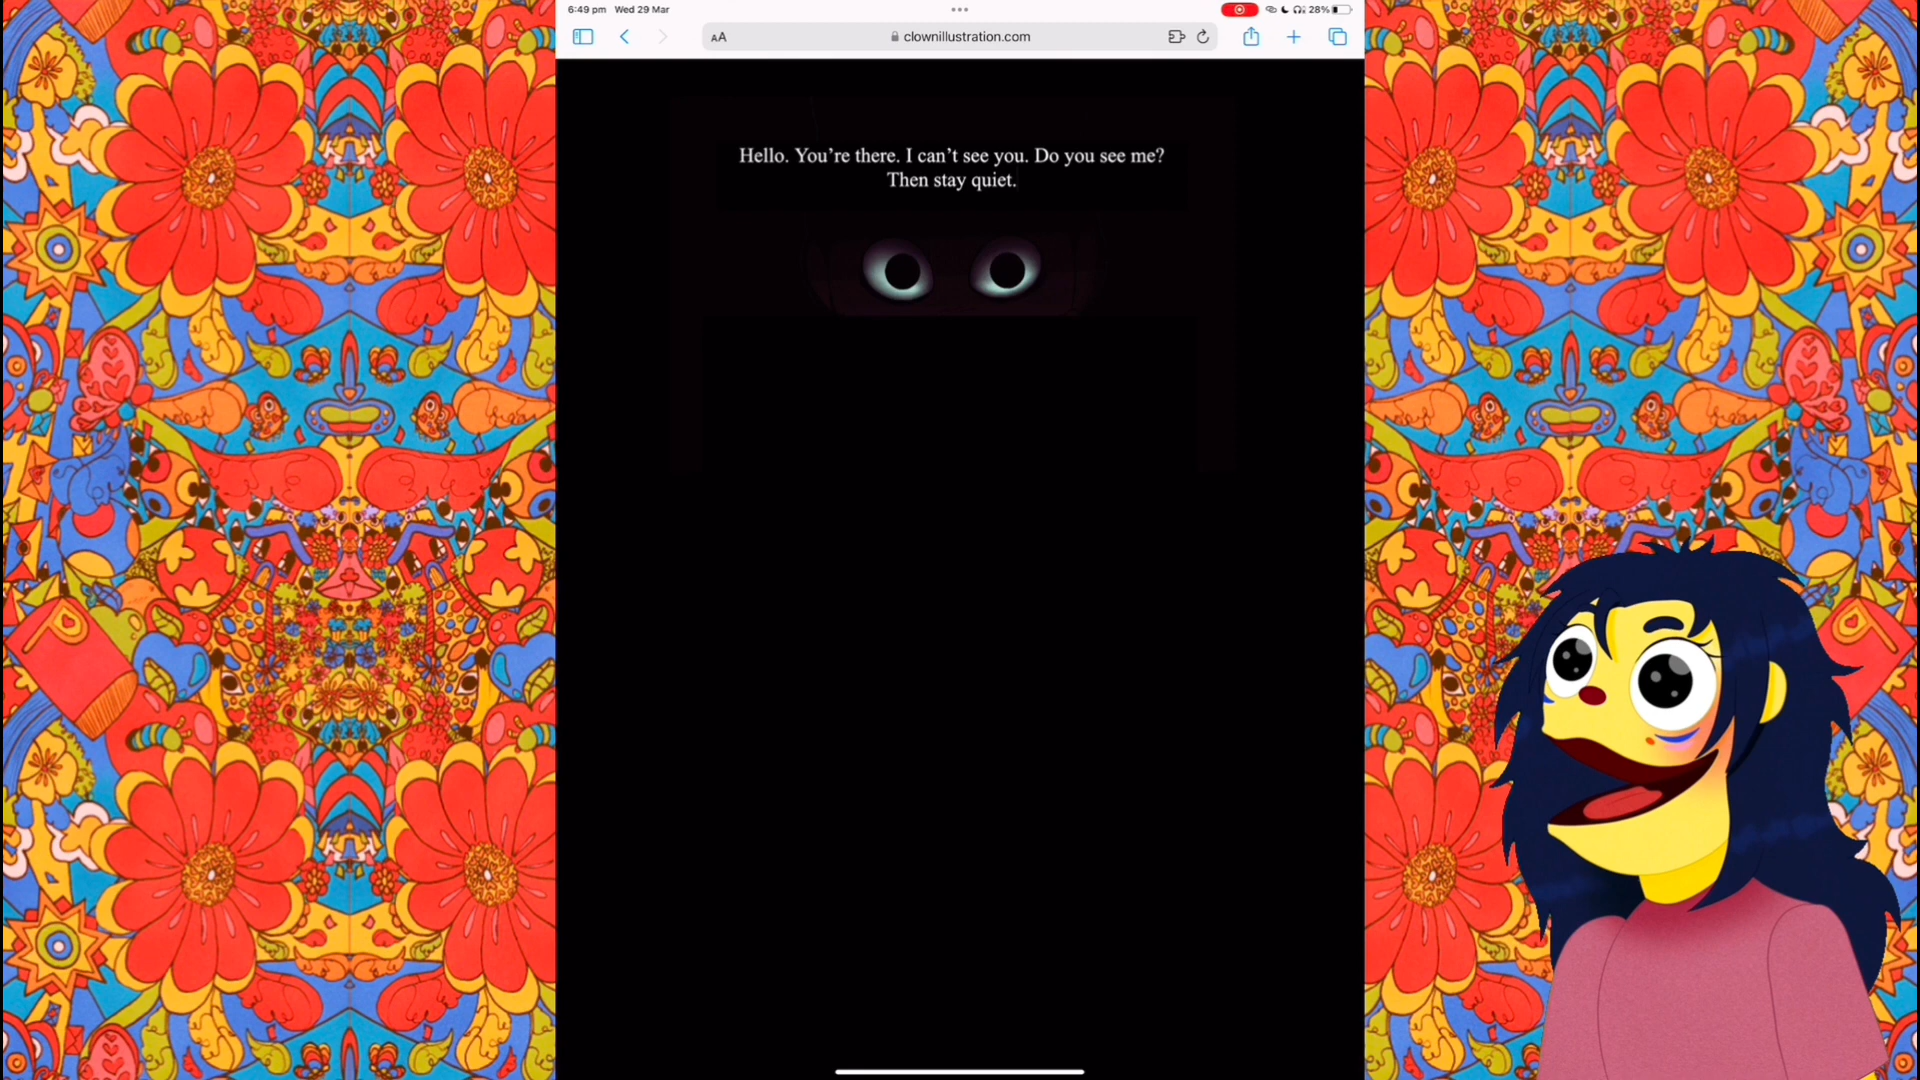 6:49 pm Wed 29 Mar
28%
AA
clownillustration.com
Hello. You’re there. I can’t see you. Do you see me?
Then stay quiet.